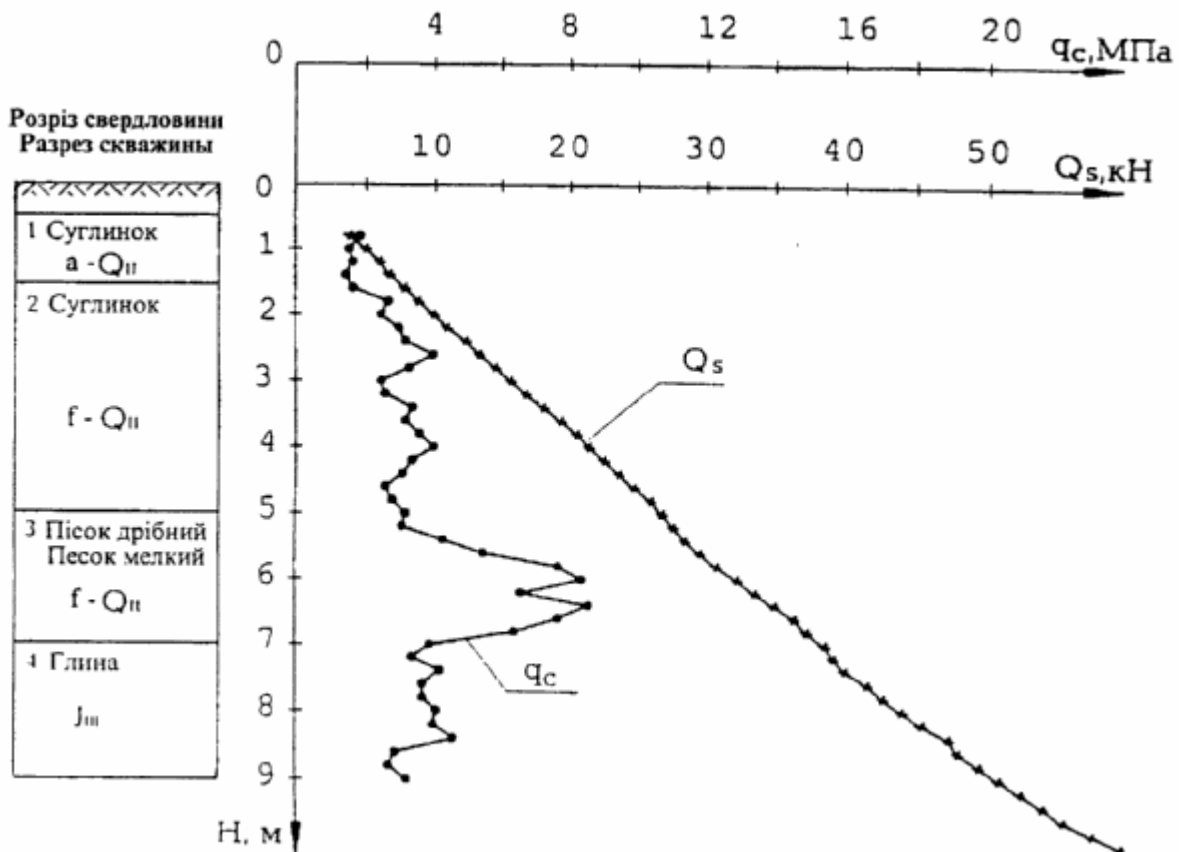 4 8 12 16 20
0 qc, МПа
Розріз свердловини
Разрез скважины
10 20 30 40 50
0 Qs, кН
1 Суглинок
a - QII
1
2 Суглинок
2
Qs
3
f - QII
4
5
3 Пісок дрібний
Песок мелкий
6
f - QII
7
4 Глина
qc
JIII
8
9
Н, м